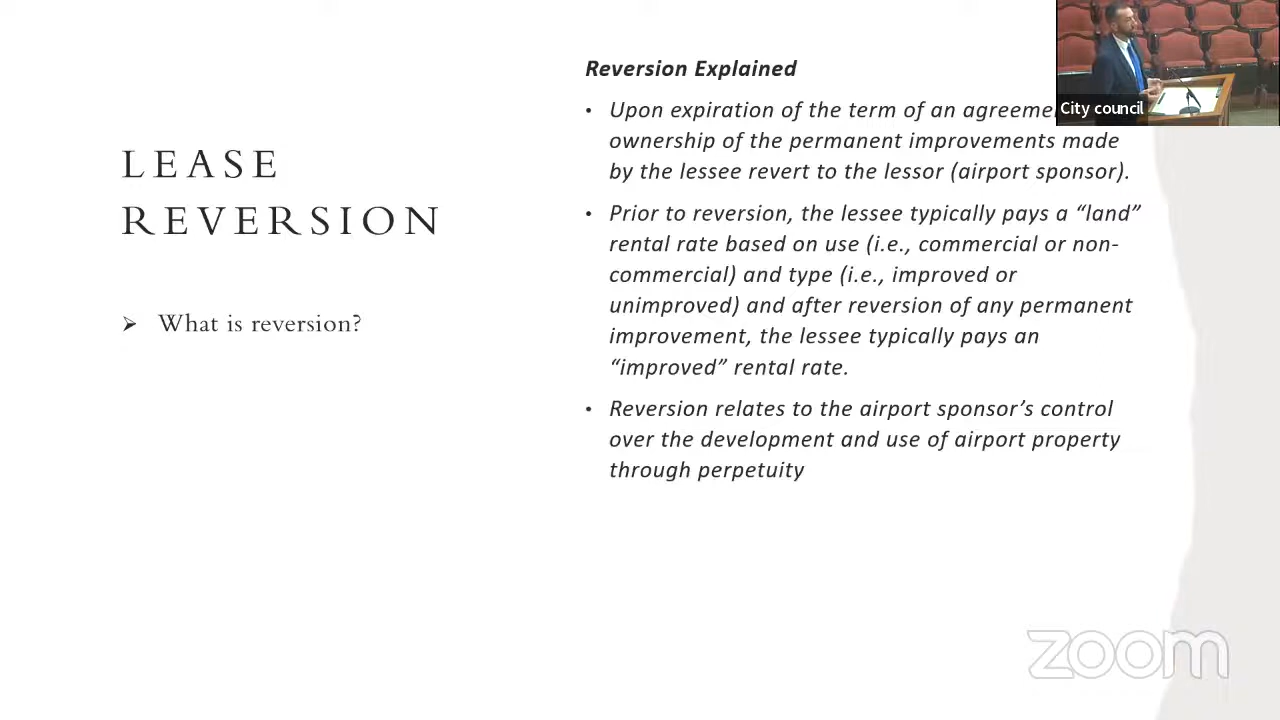 LEASE
REVERSION
What is reversion?
Reversion Explained
• Upon expiration of the term of an
ownership of the permanent improvements made
by the lessee revert to the lessor (airport sponsor).
• Prior to reversion, the lessee typically pays a “land”
rental rate based on use (i.e., commercial or non-
commercial) and type (i.e., improved or
unimproved) and after reversion of any permanent
improvement, the lessee typically pays an
“improved” rental rate.
• Reversion relates to the airport sponsor’s control
over the development and use of airport property
through perpetuity
City council
zoom